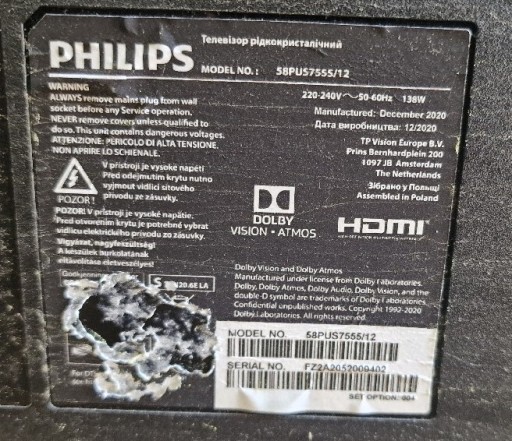 Телевізор рідкокристалічний
PHILIPS MODEL NO.: 58PUS7555/12
WARNING
ALWAYS remove mains plug from wall
socket before any Service operation.
NEVER remove covers unless qualified to
do so. This unit contains dangerous voltages.
ATTENZIONE: PERICOLO DI ALTA TENSIONE.
NON APRIRE LO SCHIENALE.
220-240V ~ 50-60Hz 138W
Manufactured: December 2020
Дата виробництва: 12/2020
TP Vision Europe B.V.
Prins Bernhardplein 200
1097 JB Amsterdam
The Netherlands
Зібрано у Польщі
Assembled in Poland
V přístroji je vysoké napětí
Před odejmutím krytu nutno
vyjmout vidlici síťového
přívodu ze zásuvky.
POZOR!
POZOR! V prístroji je vysoké napätie.
Pred otvorením krytu je potrebné vybrat
vidlicu elektrického prívodu zo zásuvky.
Vigyázat, nagyfeszültség!
A készülék burkolatának
eltávolítása életveszélyes!
DOLBY
VISION · ATMOS
HDMI
Dolby Vision and Dolby Atmos
Manufactured under license from Dolby Laboratories.
Dolby, Dolby Atmos, Dolby Audio, Dolby Vision, and the
double-D symbol are trademarks of Dolby Laboratories.
Confidential unpublished works. Copyright 1992-2020
Dolby Laboratories. All rights reserved.
S
N20.6E LA
For
MODEL NO. 58PUS7555/12
SERIAL NO. FZ2A2052009402
SET OPTION: 004